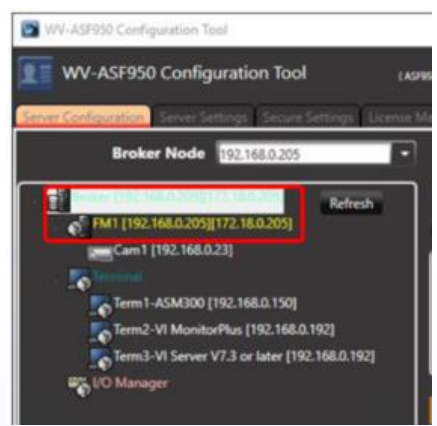 WV-ASF950 Configuration Tool
WV-ASF950 Configuration Tool
( ASF95
Server Configuration Server Settings Secure Settings License Ma
Broker Node 192.168.0.205
Broker [192.168.0.205][172.18.0.205]
Refresh
FM1 [192.168.0.205][172.18.0.205]
Cam1 [192.168.0.23]
Terminal
Term1-ASM300 [192.168.0.150]
Term2-VI MonitorPlus [192.168.0.192]
Term3-VI Server V7.3 or later [192.168.0.192]
I/O Manager